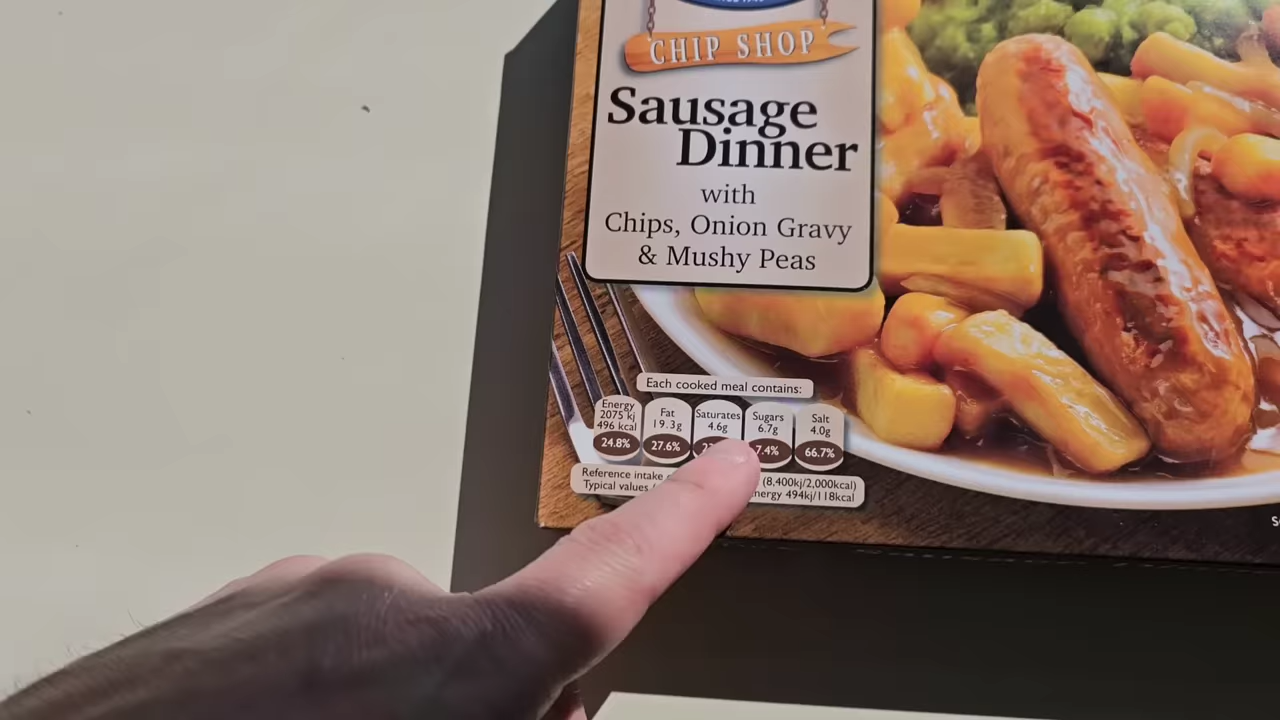 CHIP SHOP
Sausage
Dinner
with
Chips, Onion Gravy
& Mushy Peas
Each cooked meal contains:
Energy
2075 kj
496 kcal
24.8%
Fat
19.3g
27.6%
Saturates
4.6g
Sugars
6.7g
7.4%
Salt
4.0g
66.7%
Reference intake (8,400kj/2,000kcal)
Typical values 494kj/118kcal